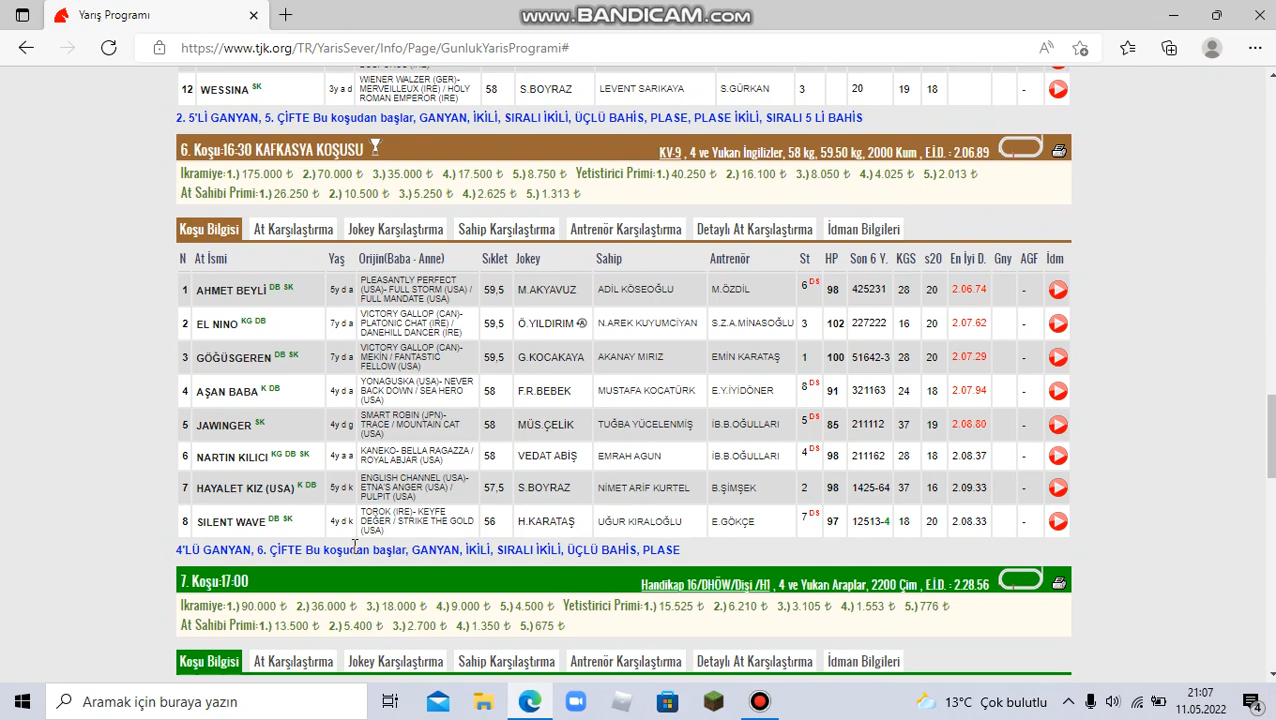 Yarış Programı
www.BANDICAM.com
https://www.tjk.org/TR/YarisSever/Info/Page/GunlukYarisProgrami#
12 WESSINA SK 3y a d WIENER WALZER (GER)- MERVEILLEUX (IRE) / HOLY ROMAN EMPEROR (IRE) 58 S.BOYRAZ LEVENT SARIKAYA S.GÜRKAN 3 20 19 18 -
2. 5'Lİ GANYAN, 5. ÇİFTE Bu koşudan başlar, GANYAN, İKİLİ, SIRALI İKİLİ, ÜÇLÜ BAHİS, PLASE, PLASE İKİLİ, SIRALI 5 Lİ BAHİS
6. Koşu:16:30 KAFKASYA KOŞUSU KV-9 , 4 ve Yukarı İngilizler, 58 kg, 59.50 kg, 2000 Kum , E.İ.D. : 2.06.89
Ikramiye:1.) 175.000 ₺ 2.) 70.000 ₺ 3.) 35.000 ₺ 4.) 17.500 ₺ 5.) 8.750 ₺ Yetistirici Primi:1.) 40.250 ₺ 2.) 16.100 ₺ 3.) 8.050 ₺ 4.) 4.025 ₺ 5.) 2.013 ₺
At Sahibi Primi:1.) 26.250 ₺ 2.) 10.500 ₺ 3.) 5.250 ₺ 4.) 2.625 ₺ 5.) 1.313 ₺
Koşu Bilgisi At Karşılaştırma Jokey Karşılaştırma Sahip Karşılaştırma Antrenör Karşılaştırma Detaylı At Karşılaştırma İdman Bilgileri
N At İsmi Yaş Orijin(Baba - Anne) Sıklet Jokey Sahip Antrenör St HP Son 6 Y. KGS s20 En İyi D. Gny AGF İdm
1 AHMET BEYLİ DB SK 5y d a PLEASANTLY PERFECT (USA)- FULL STORM (USA) / FULL MANDATE (USA) 59,5 M.AKYAVUZ ADİL KÖSEOĞLU M.ÖZDİL 6 DS 98 425231 28 20 2.06.74 -
2 EL NINO KG DB 7y d a VICTORY GALLOP (CAN)- PLATONIC CHAT (IRE) / DANEHILL DANCER (IRE) 59,5 Ö.YILDIRIM N.AREK KUYUMCİYAN S.Z.A.MİNASOĞLU 3 102 227222 16 20 2.07.62 -
3 GÖĞÜSGEREN DB SK 7y d a VICTORY GALLOP (CAN)- MEKİN / FANTASTIC FELLOW (USA) 59,5 G.KOCAKAYA AKANAY MIRIZ EMİN KARATAŞ 1 100 51642-3 28 20 2.07.29 -
4 AŞAN BABA K DB 4y d a YONAGUSKA (USA)- NEVER BACK DOWN / SEA HERO (USA) 58 F.R.BEBEK MUSTAFA KOCATÜRK E.Y.İYİDÖNER 8 DS 91 321163 24 18 2.07.94 -
5 JAWINGER SK 4y d g SMART ROBIN (JPN)- TRACE / MOUNTAIN CAT (USA) 58 MÜS.ÇELİK TUĞBA YÜCELENMİŞ İB.B.OĞULLARI 5 DS 85 211112 37 19 2.08.80 -
6 NARTIN KILICI KG DB SK 4y a a KANEKO- BELLA RAGAZZA / ROYAL ABJAR (USA) 58 VEDAT ABİŞ EMRAH AGUN İB.B.OĞULLARI 4 DS 98 211162 28 18 2.08.37 -
7 HAYALET KIZ (USA) K DB 5y d k ENGLISH CHANNEL (USA)- ETNA'S ANGER (USA) / PULPIT (USA) 57,5 S.BOYRAZ NİMET ARİF KURTEL B.ŞİMŞEK 2 98 1425-64 37 16 2.09.33 -
8 SILENT WAVE DB SK 4y d k TOROK (IRE)- KEYFE DEĞER / STRIKE THE GOLD (USA) 56 H.KARATAŞ UĞUR KIRALOĞLU E.GÖKÇE 7 DS 97 12513-4 18 20 2.08.33 -
4'LÜ GANYAN, 6. ÇİFTE Bu koşudan başlar, GANYAN, İKİLİ, SIRALI İKİLİ, ÜÇLÜ BAHİS, PLASE
7. Koşu:17:00 Handikap 16/DHÖW/Dişi /H1 , 4 ve Yukarı Araplar, 2200 Çim , E.İ.D. : 2.28.56
Ikramiye:1.) 90.000 ₺ 2.) 36.000 ₺ 3.) 18.000 ₺ 4.) 9.000 ₺ 5.) 4.500 ₺ Yetistirici Primi:1.) 15.525 ₺ 2.) 6.210 ₺ 3.) 3.105 ₺ 4.) 1.553 ₺ 5.) 776 ₺
At Sahibi Primi:1.) 13.500 ₺ 2.) 5.400 ₺ 3.) 2.700 ₺ 4.) 1.350 ₺ 5.) 675 ₺
Koşu Bilgisi At Karşılaştırma Jokey Karşılaştırma Sahip Karşılaştırma Antrenör Karşılaştırma Detaylı At Karşılaştırma İdman Bilgileri
Aramak için buraya yazın 13°C Çok bulutlu 21:07
11.05.2022 4